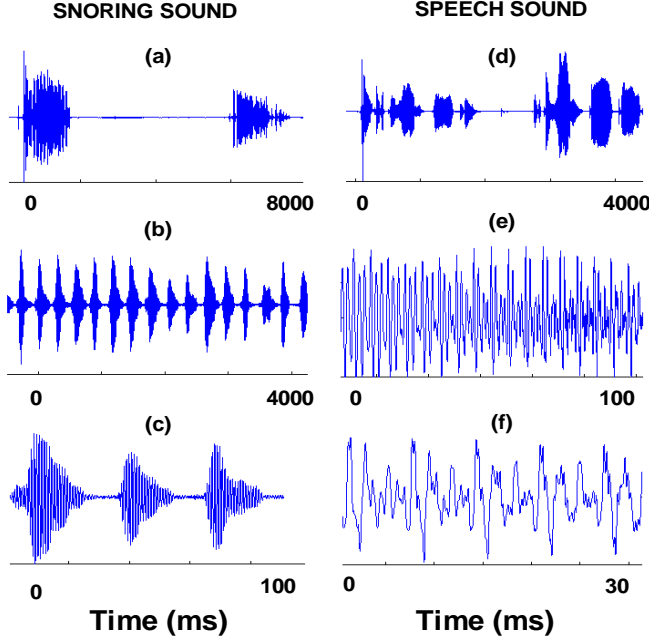 SNORING SOUND
SPEECH SOUND
(a)
(d)
0 8000
0 4000
(b)
(e)
0 4000
0 100
(c)
(f)
0 100
0 30
Time (ms)
Time (ms)